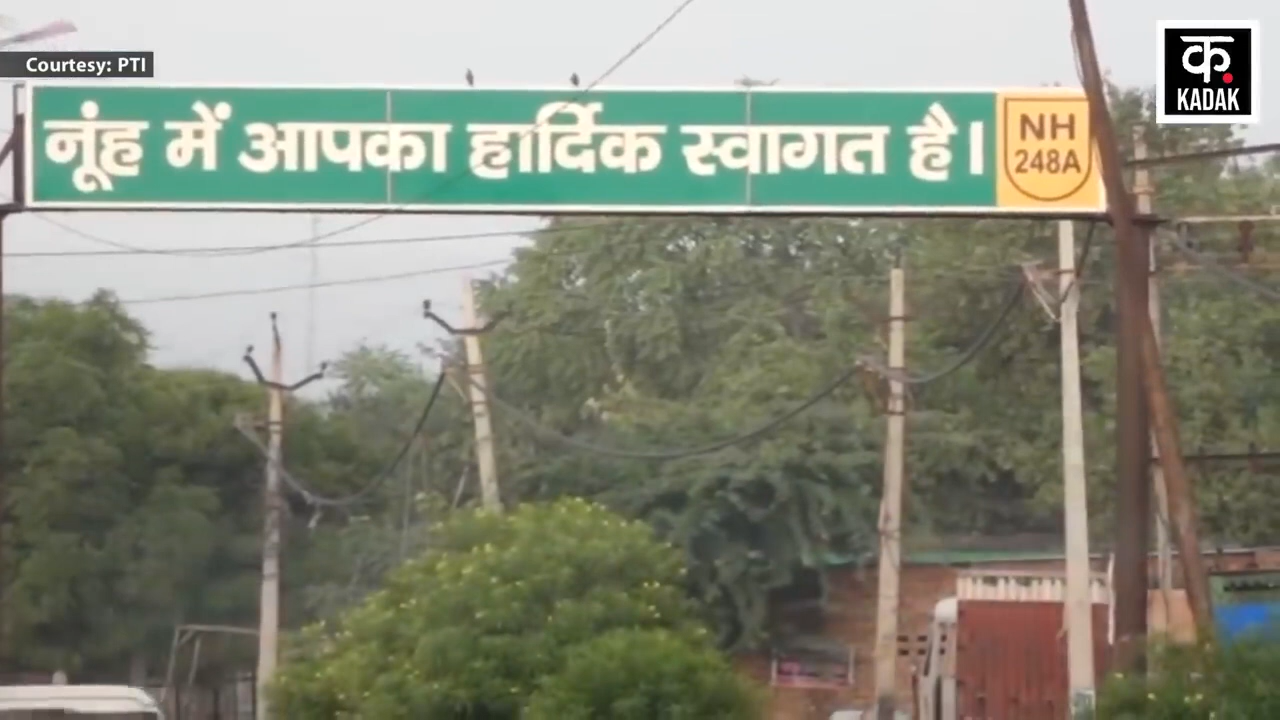 Courtesy: PTI
क
KADAK
नूंह में आपका हार्दिक स्वागत है।
NH
248A